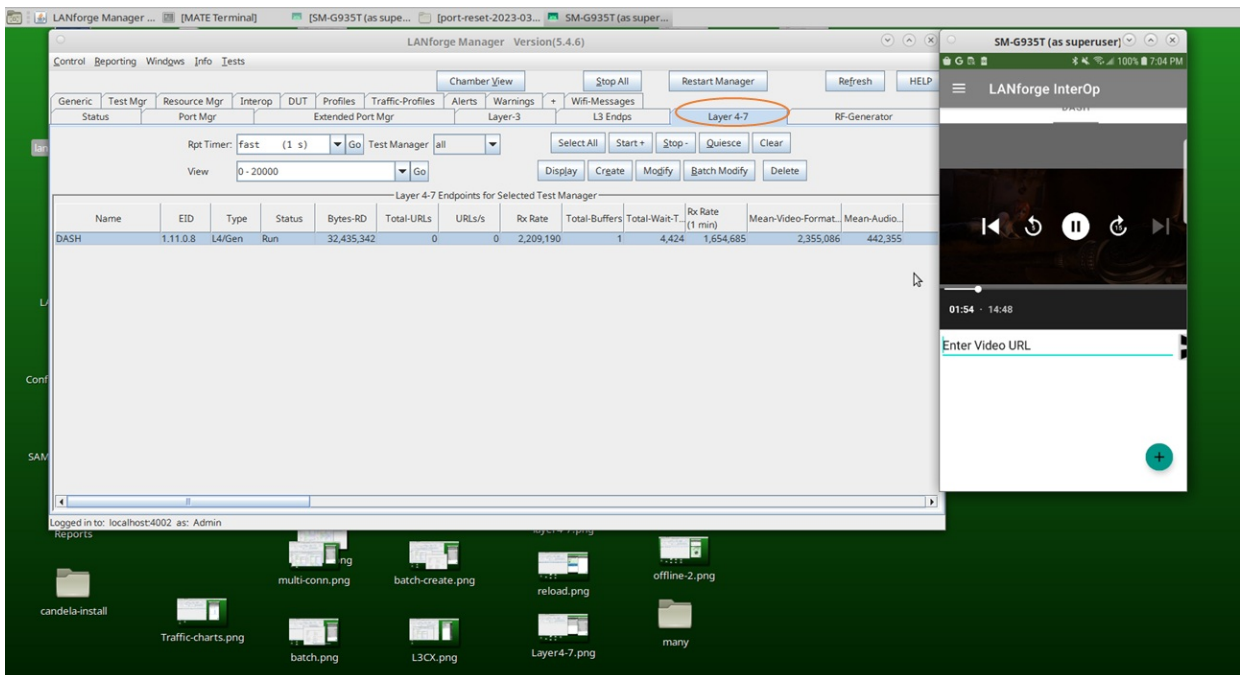 LANforge Manager ...
[MATE Terminal]
[SM-G935T (as supe...
[port-reset-2023-03...
SM-G935T (as super...
LANforge Manager Version(5.4.6)
Control Reporting Windows Info Tests
Chamber View Stop All Restart Manager Refresh HELP
Generic Test Mgr Resource Mgr Interop DUT Profiles Traffic-Profiles Alerts Warnings + Wifi-Messages
Status Port Mgr Extended Port Mgr Layer-3 L3 Endps Layer 4-7 RF-Generator
Rpt Timer: fast (1 s) Go Test Manager all Select All Start + Stop - Quiesce Clear
View 0 - 20000 Go Display Create Modify Batch Modify Delete
Layer 4-7 Endpoints for Selected Test Manager
Name EID Type Status Bytes-RD Total-URLs URLs/s Rx Rate Total-Buffers Total-Wait-T... Rx Rate (1 min) Mean-Video-Format... Mean-Audio...
DASH 1.11.0.8 L4/Gen Run 32,435,342 0 0 2,209,190 1 4,424 1,654,685 2,355,086 442,355
Logged in to: localhost:4002 as: Admin
SM-G935T (as superuser)
100% 7:04 PM
LANforge InterOp
DASH
5
15
01:54 · 14:48
Enter Video URL
+
lan
Conf
SAM
Reports
candela-install
Traffic-charts.png
multi-conn.png
batch.png
batch-create.png
L3CX.png
layer4-7.png
reload.png
Layer4-7.png
offline-2.png
many